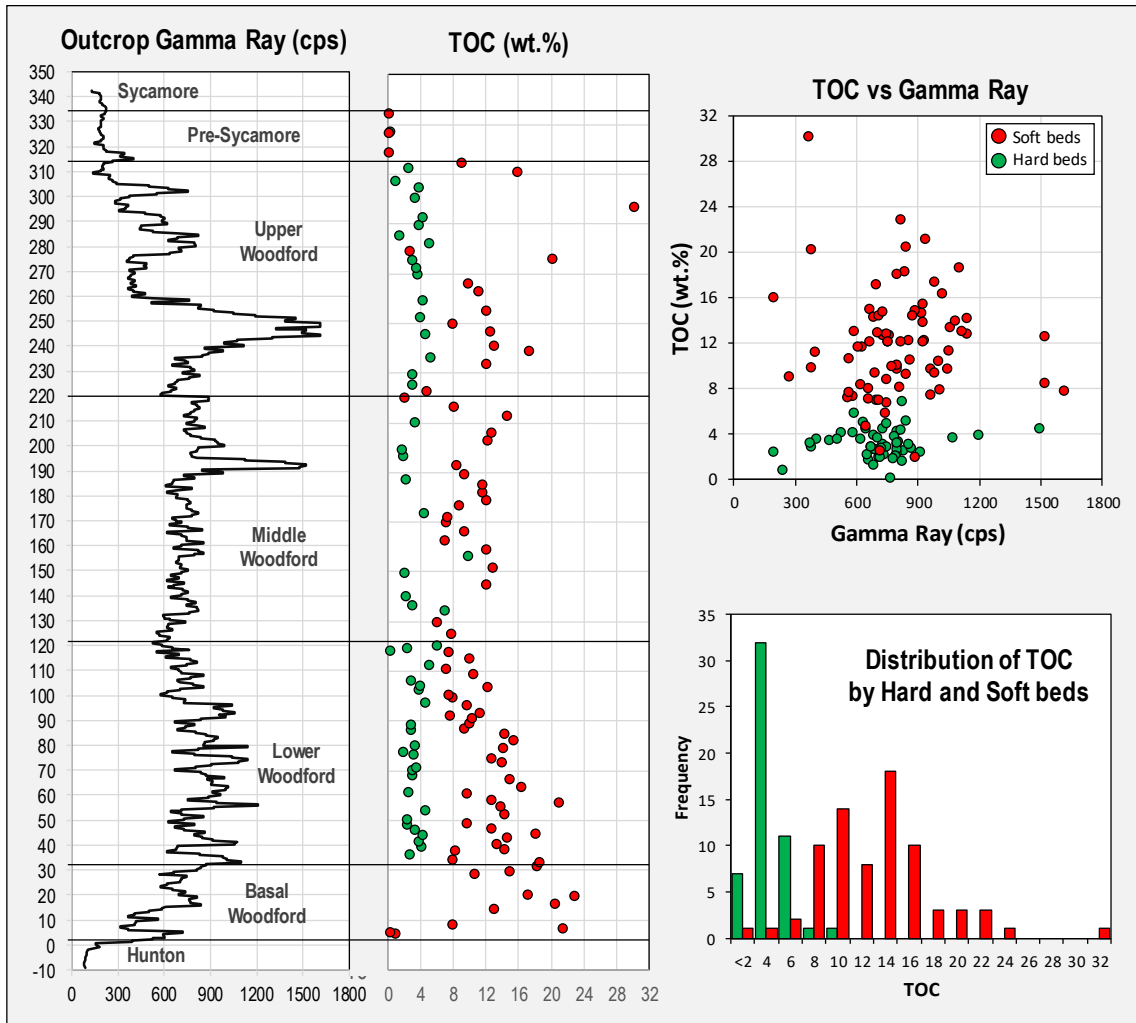 Outcrop Gamma Ray (cps)
350
340
330
320
310
300
290
280
270
260
250
240
230
220
210
200
190
180
170
160
150
140
130
120
110
100
90
80
70
60
50
40
30
20
10
0
-10
Sycamore
Pre-Sycamore
Upper
Woodford
Middle
Woodford
Lower
Woodford
Basal
Woodford
Hunton
0 300 600 900 1200 1500 1800
TOC (wt.%)
0 4 8 12 16 20 24 28 32
TOC vs Gamma Ray
TOC (wt.%)
32
28
24
20
16
12
8
4
0
Soft beds
Hard beds
0 300 600 900 1200 1500 1800
Gamma Ray (cps)
Distribution of TOC
by Hard and Soft beds
Frequency
35
30
25
20
15
10
5
0
<2 4 6 8 10 12 14 16 18 20 22 24 26 28 30 32
TOC